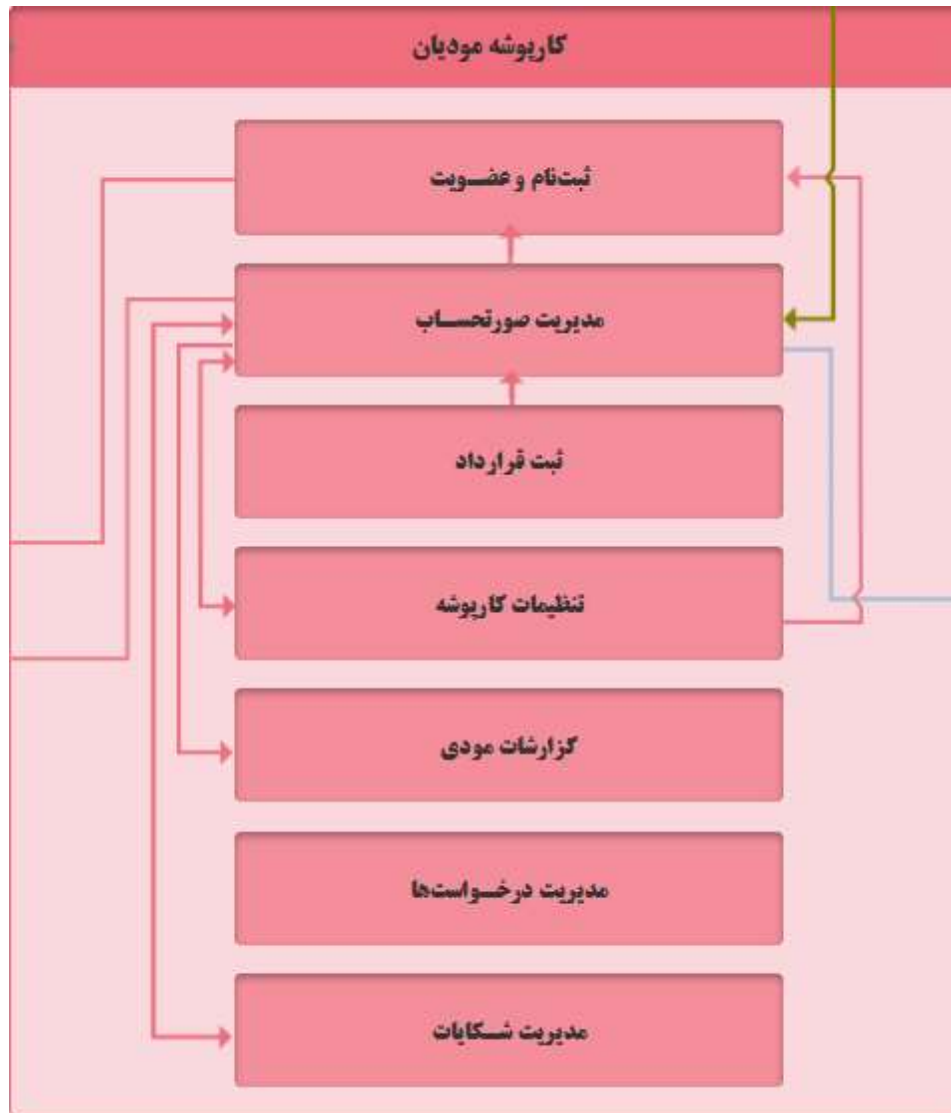 کارپوشه مودیان
ثبت‌نام و عضویت
مدیریت صورتحساب
ثبت قرارداد
تنظیمات کارپوشه
گزارشات مودی
مدیریت درخواست‌ها
مدیریت شکایات